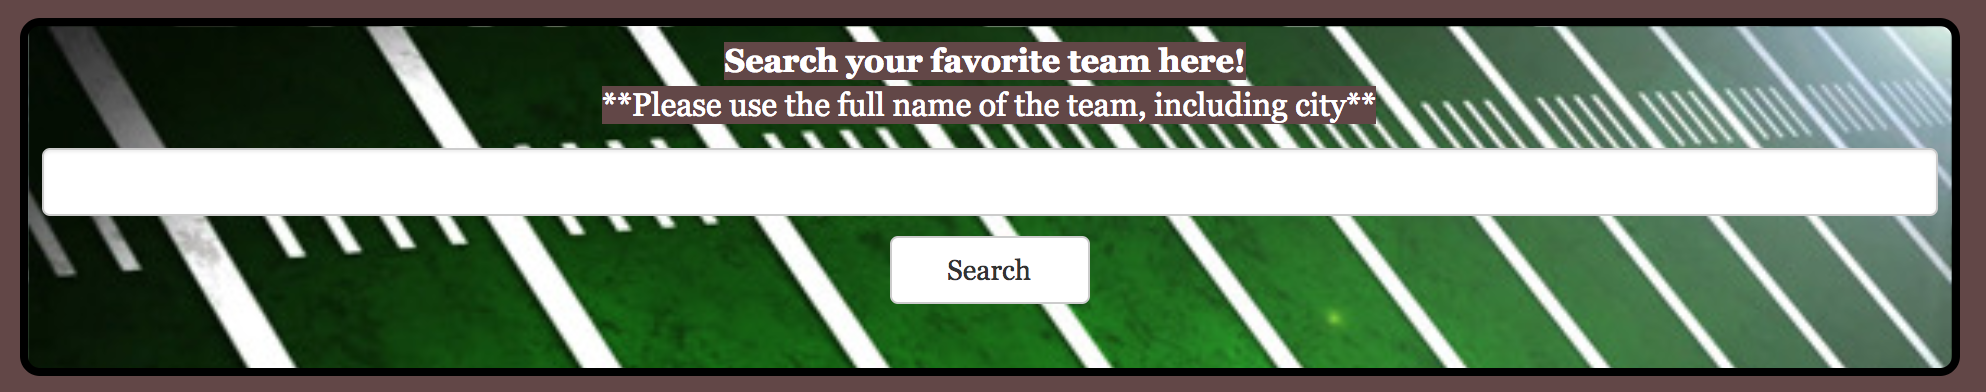 Search your favorite team here!
**Please use the full name of the team, including city**
Search